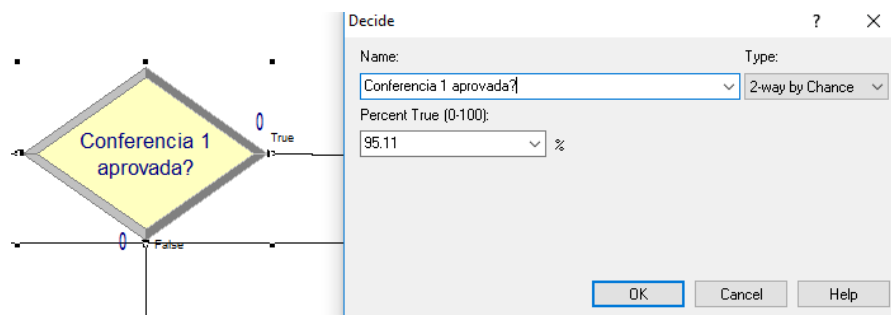 Decide
?
Name:
Type:
Conferencia 1 aprovada?
2-way by Chance
Percent True (0-100):
95.11
%
OK
Cancel
Help
0
True
Conferencia 1
aprovada?
0
False